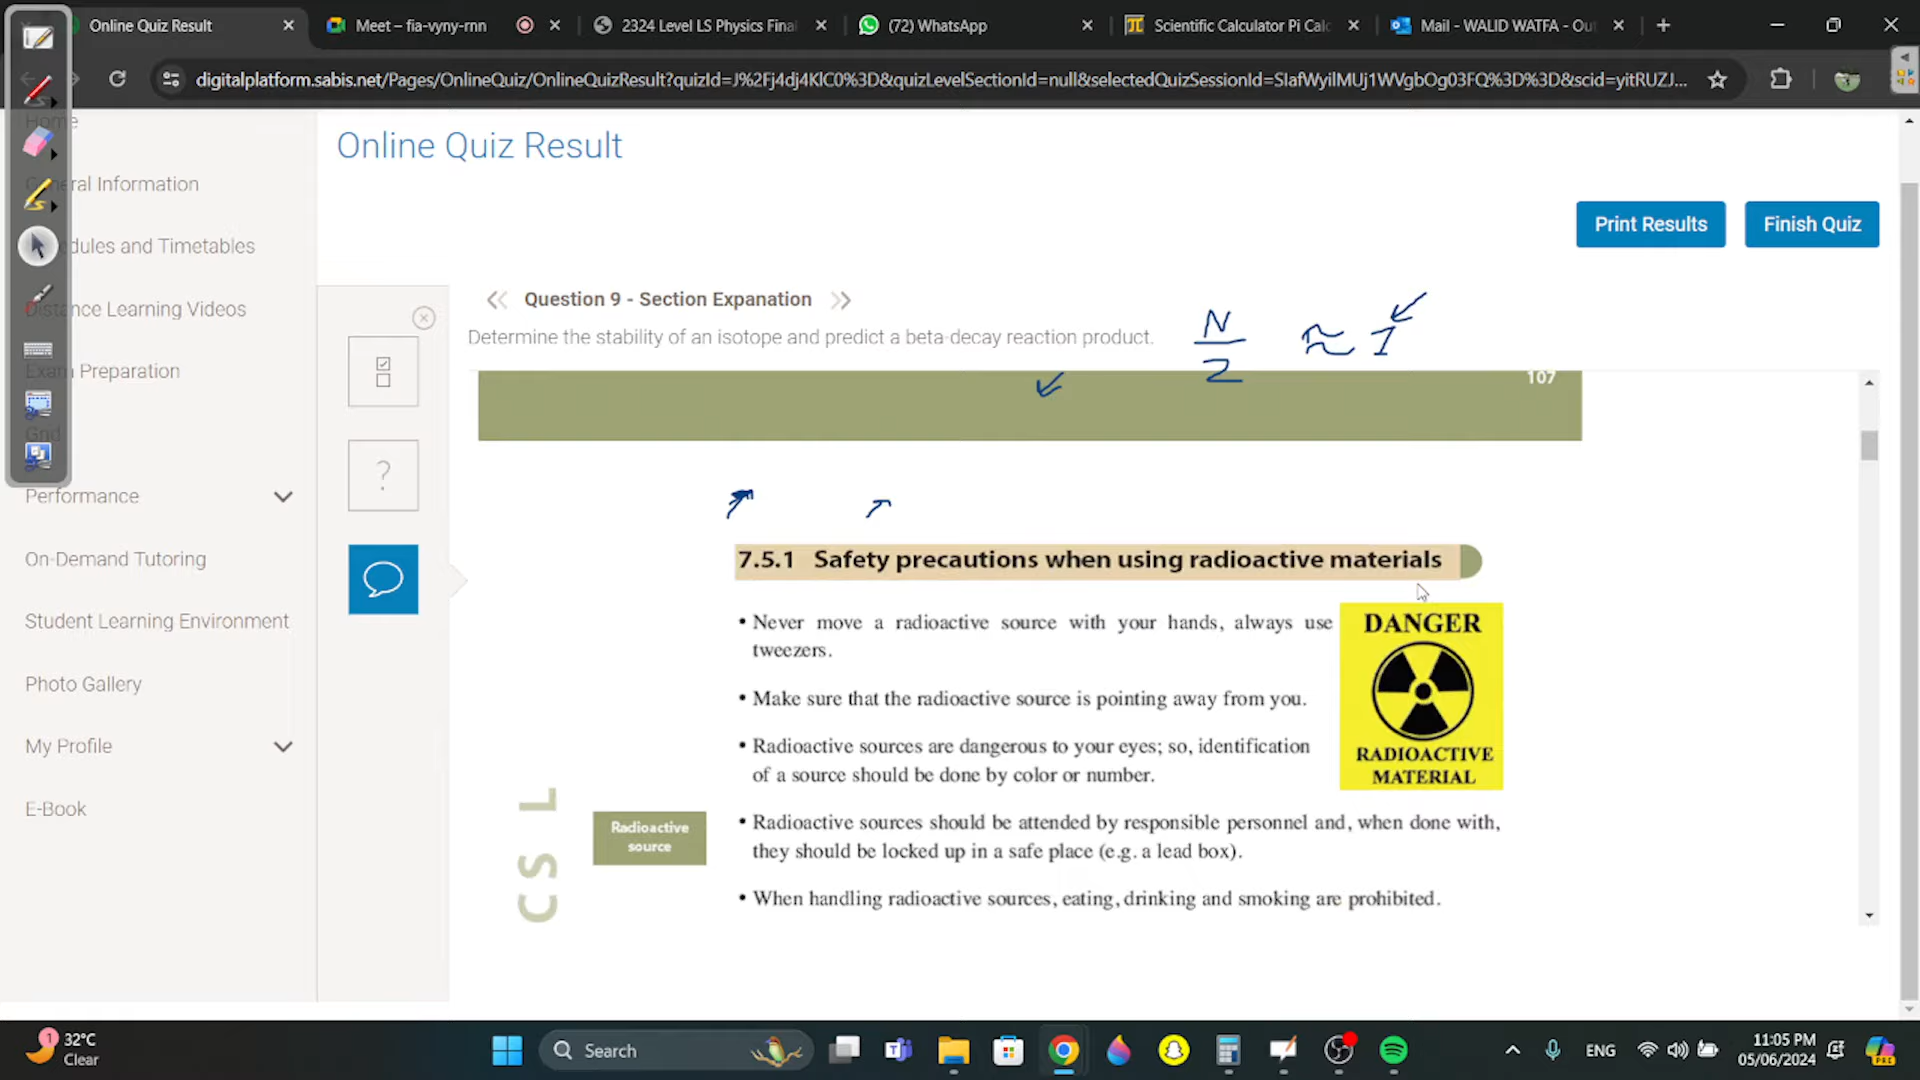 Online Quiz Result
Meet – fia-vyny-rnn
2324 Level LS Physics Final
(72) WhatsApp
Scientific Calculator Pi Calc
Mail - WALID WATFA - Out
digitalplatform.sabis.net/Pages/OnlineQuiz/OnlineQuizResult?quizId=J%2Fj4dj4KlC0%3D&quizLevelSectionId=null&selectedQuizSessionId=SIafWyilMUj1WVgbOg03FQ%3D%3D&scid=yitRUZJ...
Home
General Information
Schedules and Timetables
Distance Learning Videos
Exam Preparation
Grid
Performance
On-Demand Tutoring
Student Learning Environment
Photo Gallery
My Profile
E-Book
Online Quiz Result
Print Results
Finish Quiz
Question 9 - Section Expanation
Determine the stability of an isotope and predict a beta-decay reaction product.
N/Z ≈ 1
107
7.5.1 Safety precautions when using radioactive materials
• Never move a radioactive source with your hands, always use
tweezers.
• Make sure that the radioactive source is pointing away from you.
• Radioactive sources are dangerous to your eyes; so, identification
of a source should be done by color or number.
• Radioactive sources should be attended by responsible personnel and, when done with,
they should be locked up in a safe place (e.g. a lead box).
• When handling radioactive sources, eating, drinking and smoking are prohibited.
DANGER
RADIOACTIVE
MATERIAL
Radioactive
source
CS L
1
32°C
Clear
Search
ENG
11:05 PM
05/06/2024